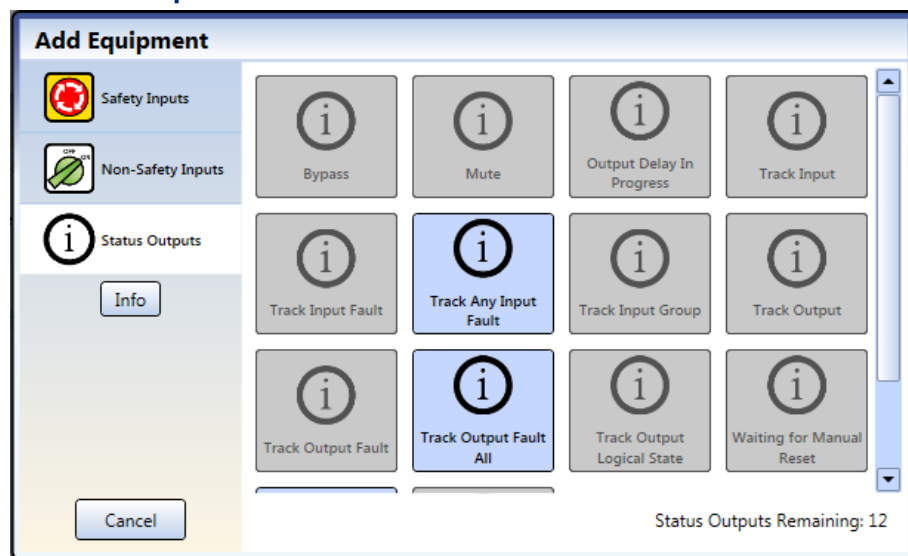 Add Equipment
Safety Inputs
OFF
ON
Non-Safety Inputs
i
Status Outputs
Info
Cancel
i
Bypass
i
Mute
i
Output Delay In
Progress
i
Track Input
i
Track Input Fault
i
Track Any Input
Fault
i
Track Input Group
i
Track Output
i
Track Output Fault
i
Track Output Fault
All
i
Track Output
Logical State
i
Waiting for Manual
Reset
Status Outputs Remaining: 12